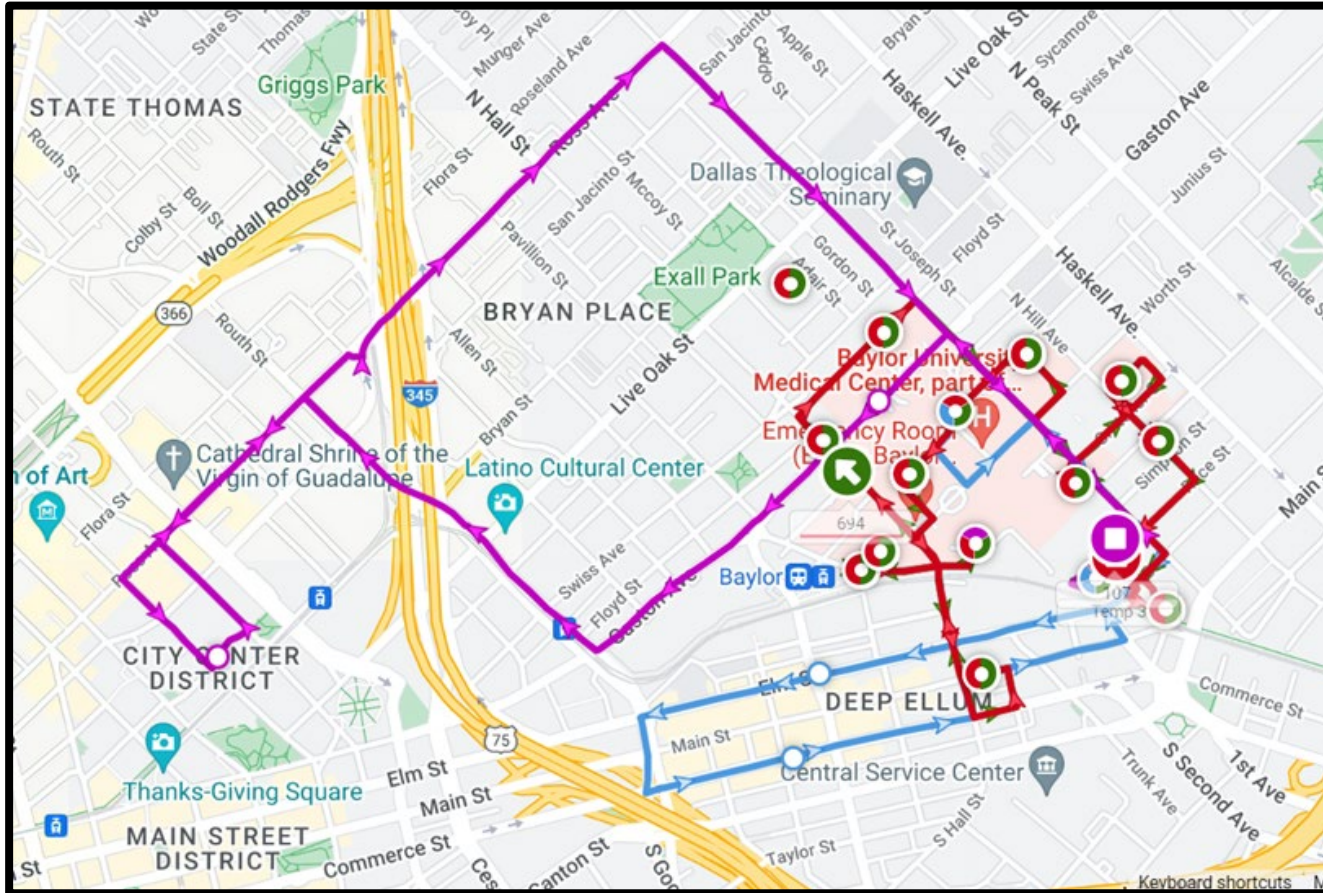 Griggs Park
STATE THOMAS
Routh St
State St
Thomas
Boll St
Colby St
Woodall Rodgers Fwy
366
Routh St
Munger Ave
Roseland Ave
N Hall St
Flora St
Ross Ave
San Jacinto St
Mccoy St
Pavillion St
San Jacinto
Caddo St
Apple St
Bryan St
Live Oak St
Sycamore
Swiss Ave
N Peak St
Haskell Ave.
Gaston Ave
Junius St
Dallas Theological
Seminary
St Joseph St
Floyd St
Gordon St
Adair St
Exall Park
BRYAN PLACE
Allen St
Live Oak St
345
Bryan St
Haskell Ave.
Worth St
N Hill Ave
Alcalde St
Baylor University
Medical Center, part of...
Emergency Room
H
Cathedral Shrine of the
Virgin of Guadalupe
n of Art
Flora St
Latino Cultural Center
Simpson St
Main St
694
Swiss Ave
Floyd St
Gaston Ave
Baylor
107
Temp 3
CITY CENTER
DISTRICT
Elm St
DEEP ELLUM
Commerce St
75
Main St
Elm St
Main St
Central Service Center
Thanks-Giving Square
MAIN STREET
DISTRICT
Commerce St
Canton St
Taylor St
S Hall St
Trunk Ave
S Second Ave
1st Ave
Keyboard shortcuts